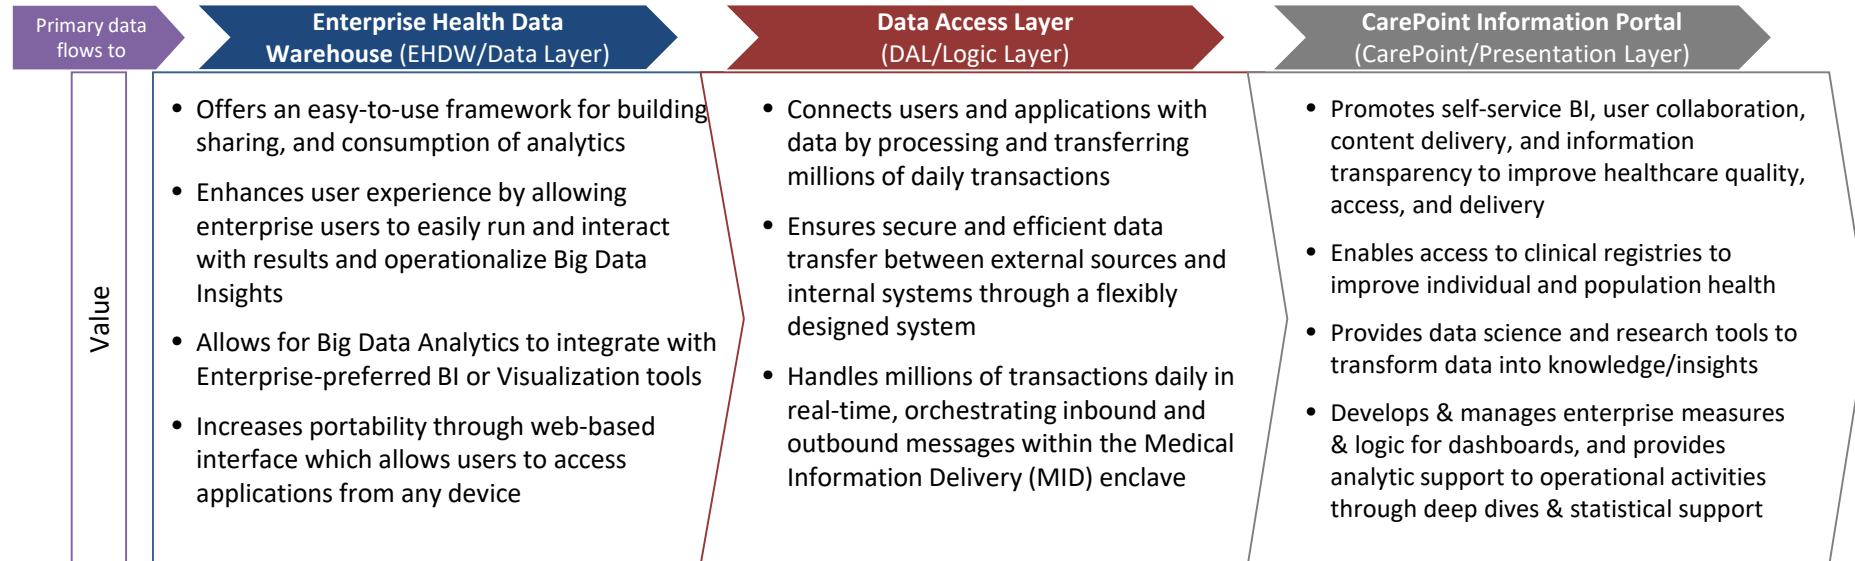 Primary data
flows to
Enterprise Health Data
Warehouse (EHDW/Data Layer)
Data Access Layer
(DAL/Logic Layer)
CarePoint Information Portal
(CarePoint/Presentation Layer)
Value
• Offers an easy-to-use framework for building
sharing, and consumption of analytics
• Enhances user experience by allowing
enterprise users to easily run and interact
with results and operationalize Big Data
Insights
• Allows for Big Data Analytics to integrate with
Enterprise-preferred BI or Visualization tools
• Increases portability through web-based
interface which allows users to access
applications from any device
• Connects users and applications with
data by processing and transferring
millions of daily transactions
• Ensures secure and efficient data
transfer between external sources and
internal systems through a flexibly
designed system
• Handles millions of transactions daily in
real-time, orchestrating inbound and
outbound messages within the Medical
Information Delivery (MID) enclave
• Promotes self-service BI, user collaboration,
content delivery, and information
transparency to improve healthcare quality,
access, and delivery
• Enables access to clinical registries to
improve individual and population health
• Provides data science and research tools to
transform data into knowledge/insights
• Develops & manages enterprise measures
& logic for dashboards, and provides
analytic support to operational activities
through deep dives & statistical support